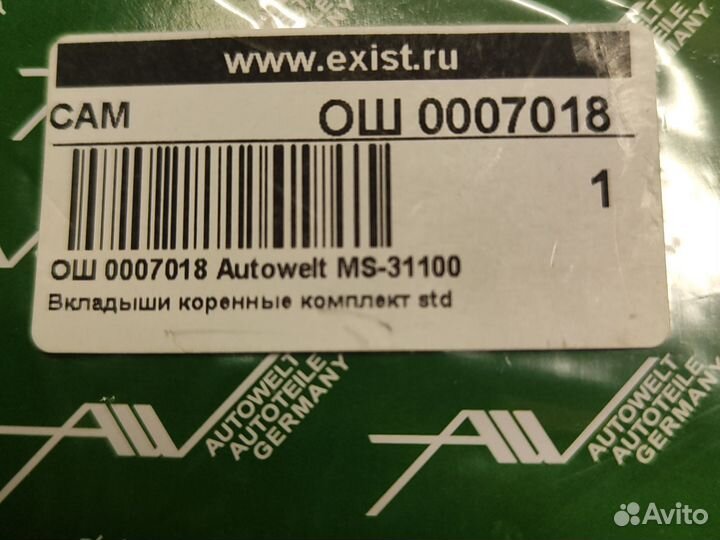 www.exist.ru
САМ
ОШ 0007018
1
ОШ 0007018 Autowelt MS-31100
Вкладыши коренные комплект std
AUTOWELT
AUTOTEILE
GERMANY
AUTOWELT
AUTOTEILE
GERMANY
Avito